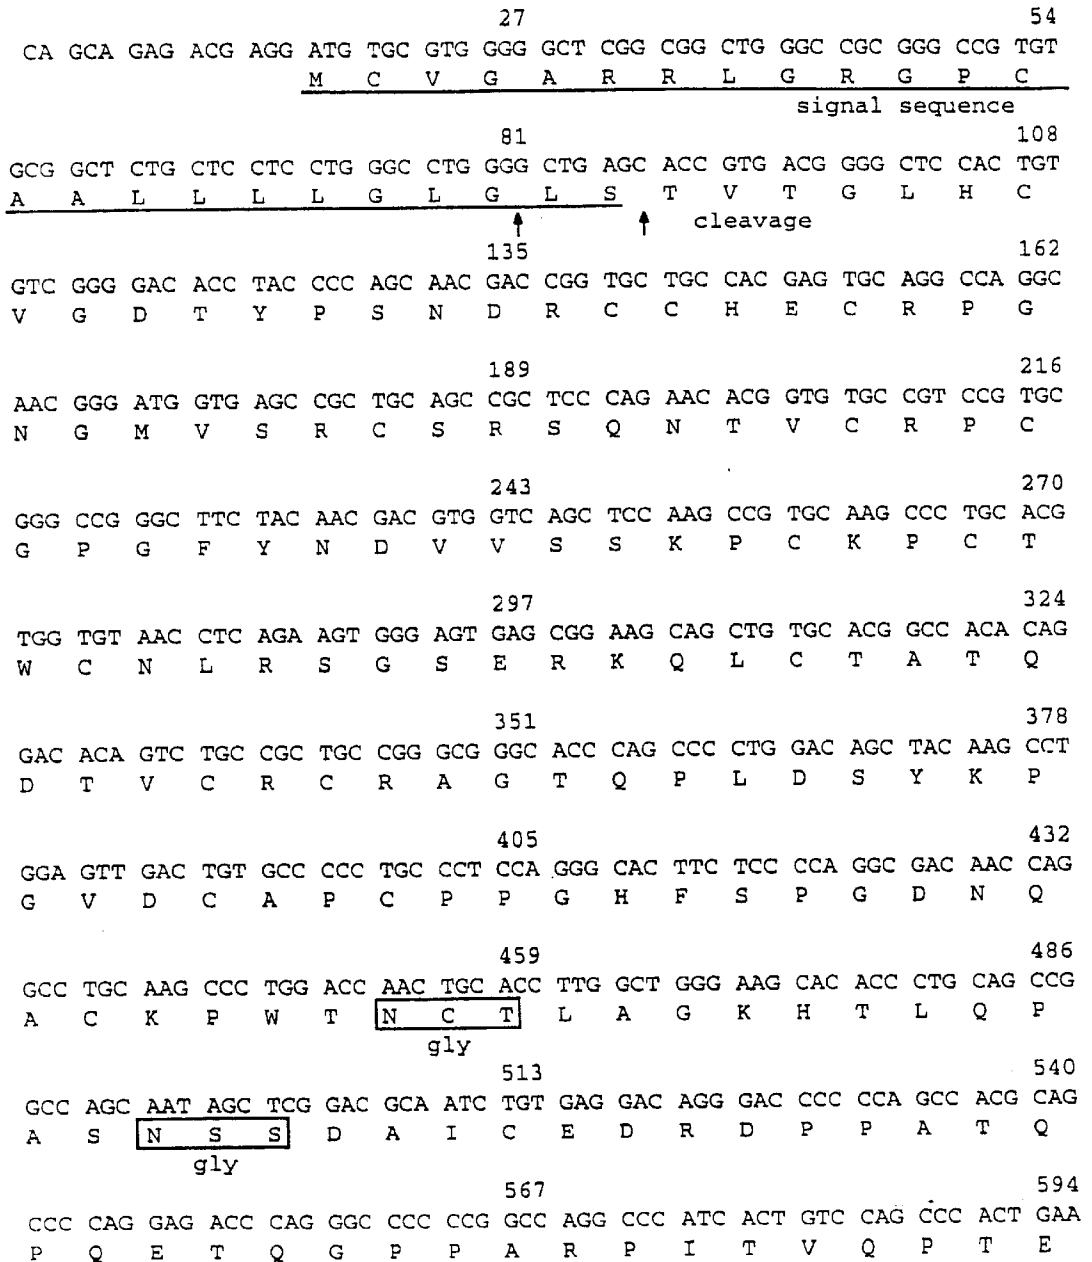 27 54
CA GCA GAG ACG AGG ATG TGC GTG GGG GCT CGG CGG CTG GGC CGC GGG CCG TGT
M C V G A R R L G R G P C
signal sequence
81 108
GCG GCT CTG CTC CTC CTG GGC CTG GGG CTG AGC ACC GTG ACG GGG CTC CAC TGT
A A L L L L G L G L S T V T G L H C
cleavage
135 162
GTC GGG GAC ACC TAC CCC AGC AAC GAC CGG TGC TGC CAC GAG TGC AGG CCA GGC
V G D T Y P S N D R C C H E C R P G
189 216
AAC GGG ATG GTG AGC CGC TGC AGC CGC TCC CAG AAC ACG GTG TGC CGT CCG TGC
N G M V S R C S R S Q N T V C R P C
243 270
GGG CCG GGC TTC TAC AAC GAC GTG GTC AGC TCC AAG CCG TGC AAG CCC TGC ACG
G P G F Y N D V V S S K P C K P C T
297 324
TGG TGT AAC CTC AGA AGT GGG AGT GAG CGG AAG CAG CTG TGC ACG GCC ACA CAG
W C N L R S G S E R K Q L C T A T Q
351 378
GAC ACA GTC TGC CGC TGC CGG GCG GGC ACC CAG CCC CTG GAC AGC TAC AAG CCT
D T V C R C R A G T Q P L D S Y K P
405 432
GGA GTT GAC TGT GCC CCC TGC CCT CCA GGG CAC TTC TCC CCA GGC GAC AAC CAG
G V D C A P C P P G H F S P G D N Q
459 486
GCC TGC AAG CCC TGG ACC AAC TGC ACC TTG GCT GGG AAG CAC ACC CTG CAG CCG
A C K P W T N C T L A G K H T L Q P
gly
513 540
GCC AGC AAT AGC TCG GAC GCA ATC TGT GAG GAC AGG GAC CCC CCA GCC ACG CAG
A S N S S D A I C E D R D P P A T Q
gly
567 594
CCC CAG GAG ACC CAG GGC CCC CCG GCC AGG CCC ATC ACT GTC CAG CCC ACT GAA
P Q E T Q G P P A R P I T V Q P T E